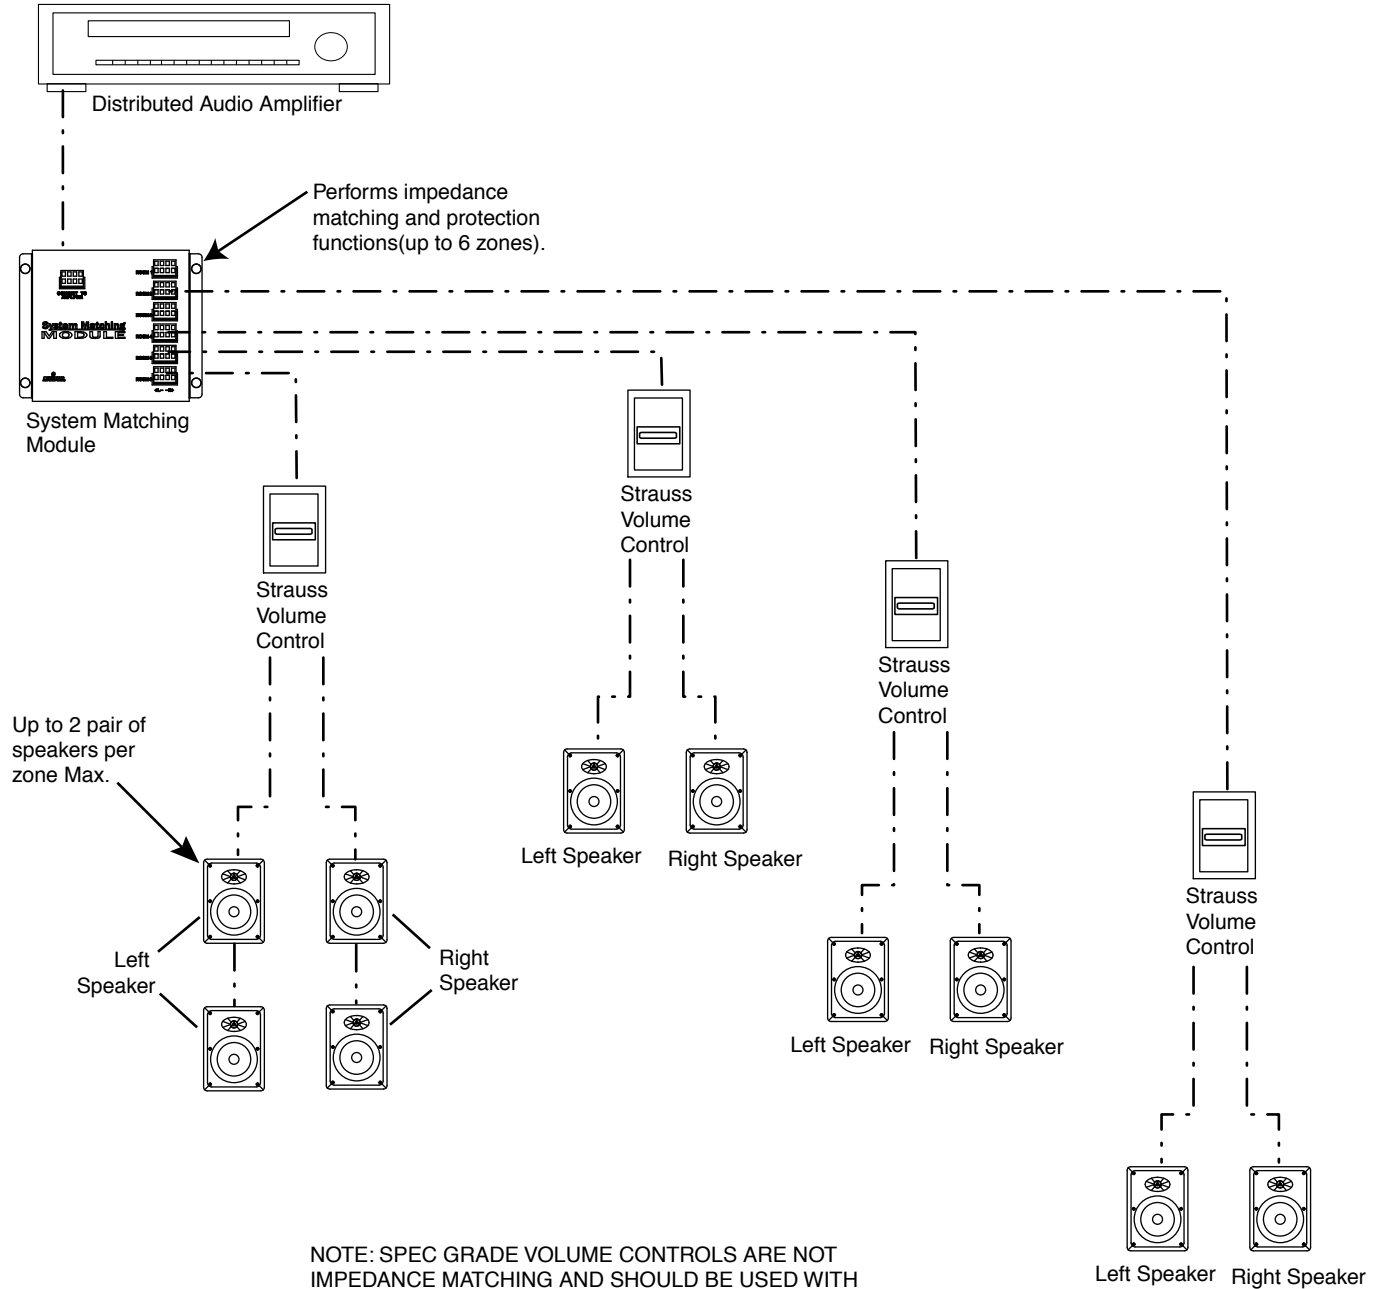 Distributed Audio Amplifier
Performs impedance
matching and protection
functions(up to 6 zones).
System Matching
MODULE
System Matching
Module
Strauss
Volume
Control
Strauss
Volume
Control
Strauss
Volume
Control
Strauss
Volume
Control
Up to 2 pair of
speakers per
zone Max.
Left Speaker
Right Speaker
Left
Speaker
Right
Speaker
Left Speaker
Right Speaker
Left Speaker
Right Speaker
NOTE: SPEC GRADE VOLUME CONTROLS ARE NOT
IMPEDANCE MATCHING AND SHOULD BE USED WITH